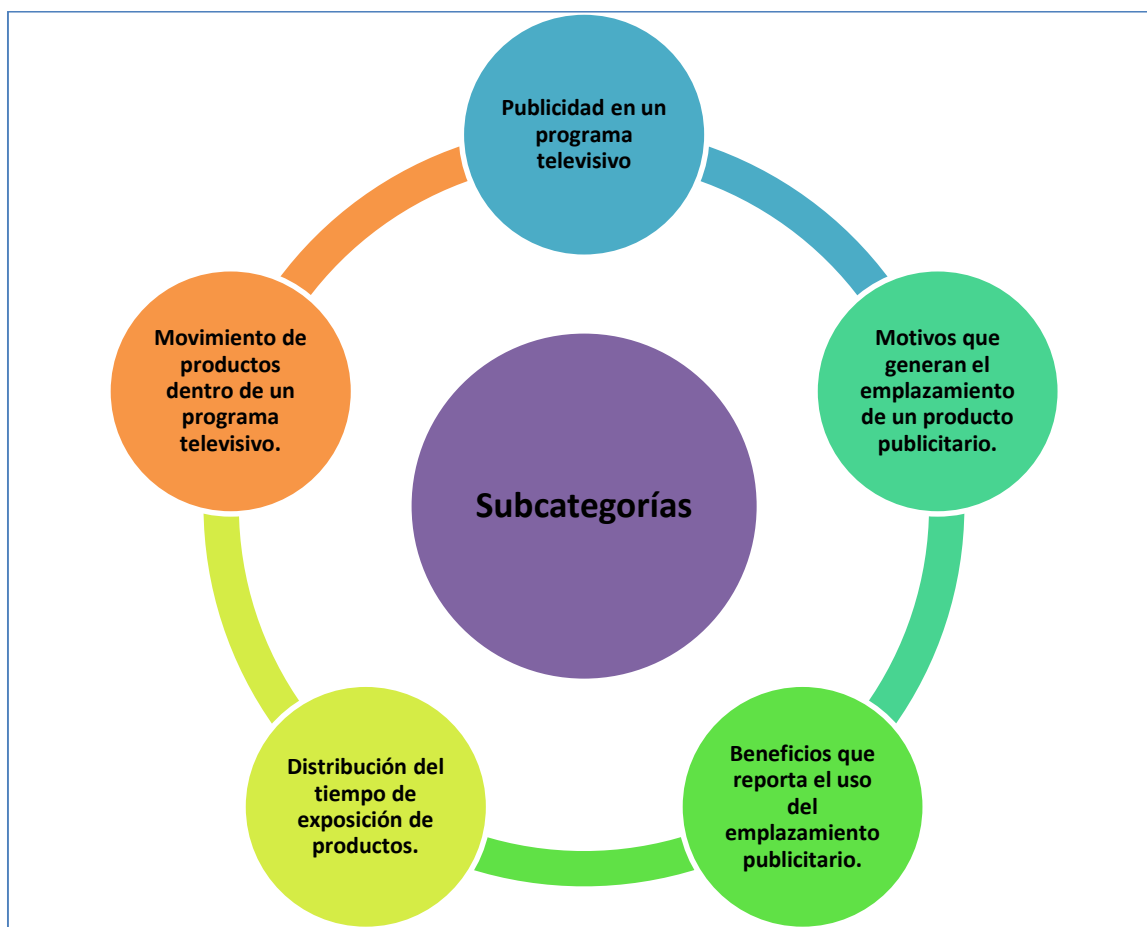 Publicidad en un
programa
televisivo
Motivos que
generan el
emplazamiento
de un producto
publicitario.
Beneficios que
reporta el uso
del
emplazamiento
publicitario.
Distribución del
tiempo de
exposición de
productos.
Movimiento de
productos
dentro de un
programa
televisivo.
Subcategorías